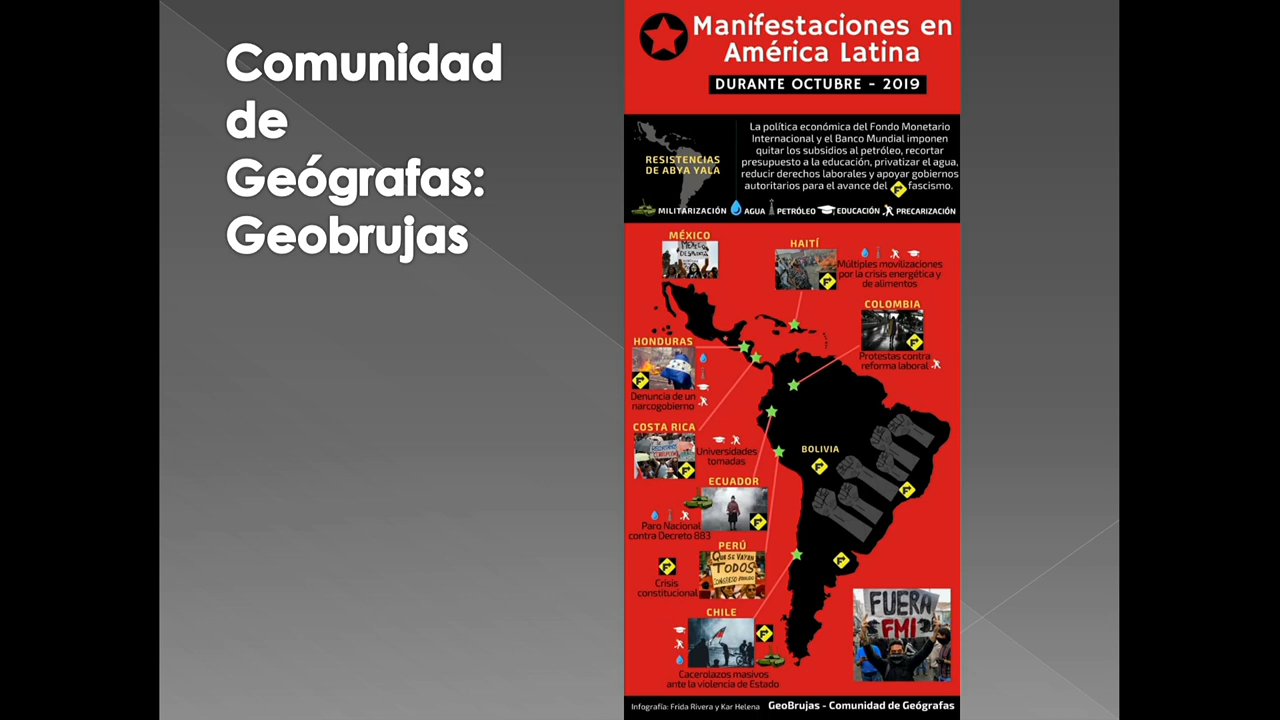 Comunidad
de
Geógrafas:
Geobrujas
Manifestaciones en
América Latina
DURANTE OCTUBRE - 2019
RESISTENCIAS
DE ABYA YALA
La política económica del Fondo Monetario
Internacional y el Banco Mundial imponen
quitar los subsidios al petróleo, recortar
presupuesto a la educación, privatizar el agua,
reducir derechos laborales y apoyar gobiernos
autoritarios para el avance del F fascismo.
MILITARIZACIÓN AGUA PETRÓLEO EDUCACIÓN PRECARIZACIÓN
MÉXICO
MÉXICO
DESPIERTA
HAITÍ
Múltiples movilizaciones
por la crisis energética y
de alimentos
F
COLOMBIA
F
Protestas contra
reforma laboral
HONDURAS
F
Denuncia de un
narcogobierno
COSTA RICA
F
Universidades
tomadas
BOLIVIA
F
F
ECUADOR
F
Paro Nacional
contra Decreto 883
PERÚ
QUE SE VAYAN
TODOS
F
Crisis
constitucional
F
CHILE
F
Cacerolazos masivos
ante la violencia de Estado
FUERA
FMI
Infografía: Frida Rivera y Kar Helena
GeoBrujas - Comunidad de Geógrafas